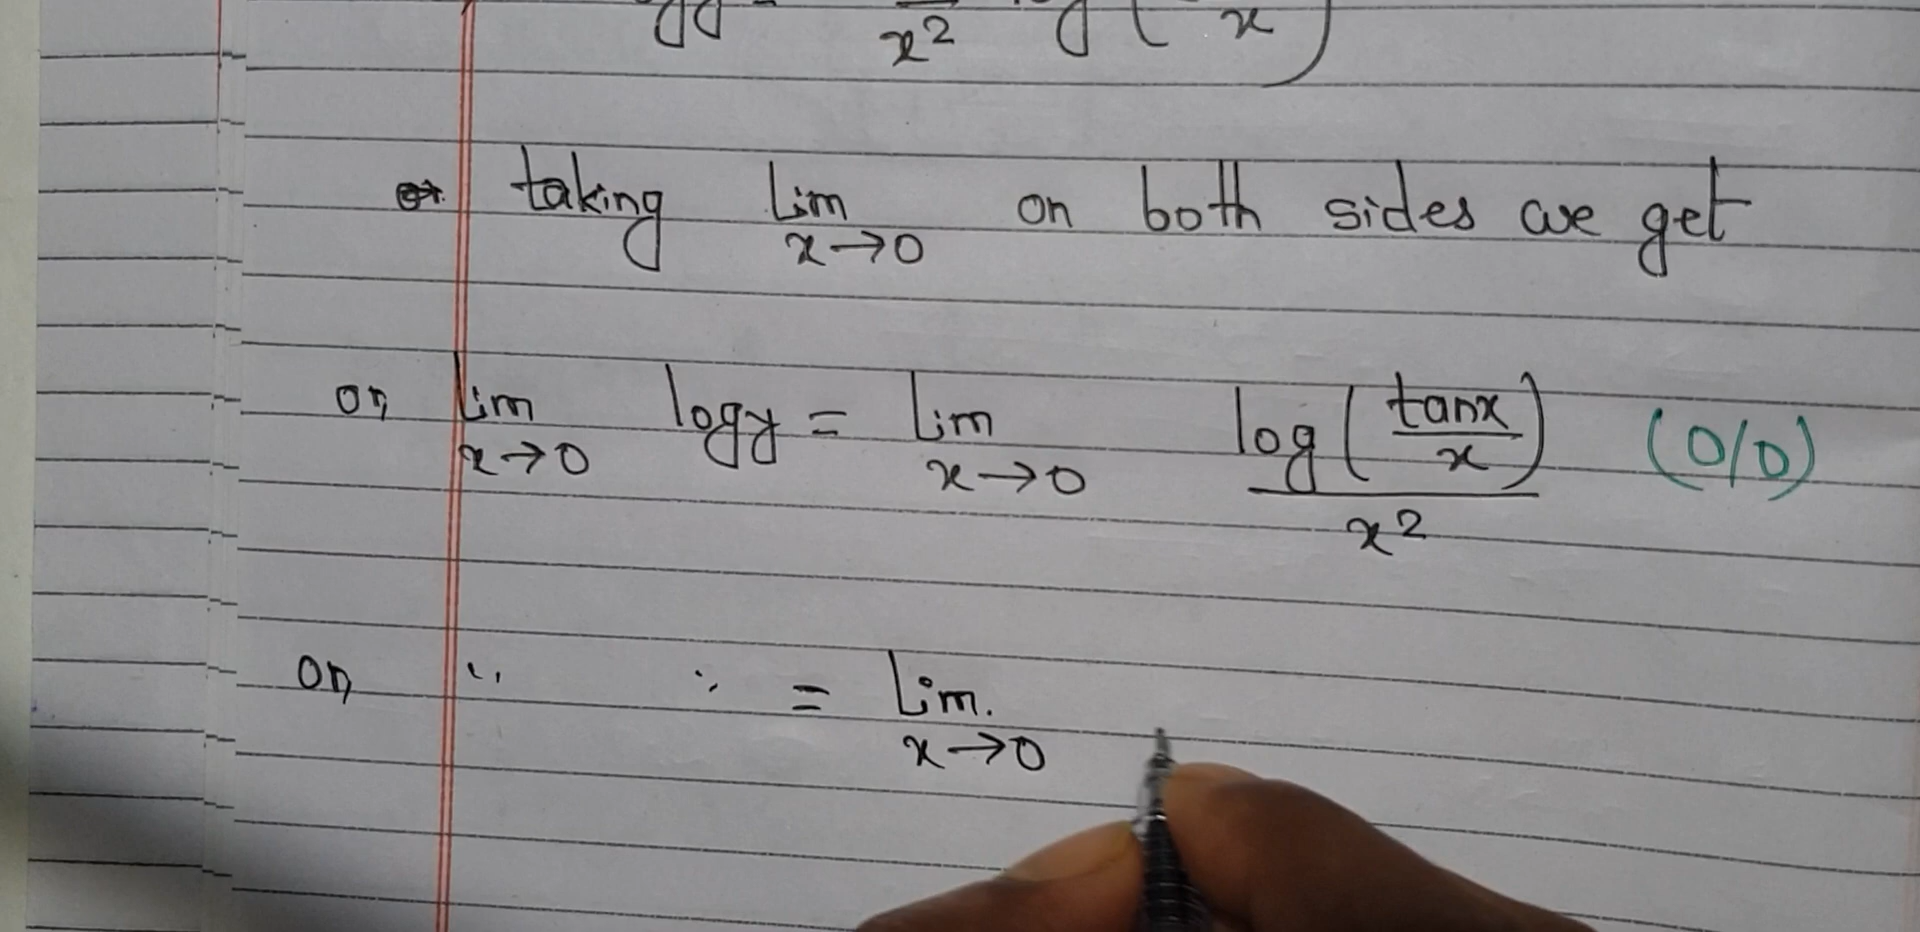 x² x)
taking lim x→0 on both sides we get
or lim x→0 logy = lim x→0 log(tanx/x)/x² (0/0)
or ,, ,, = lim. x→0